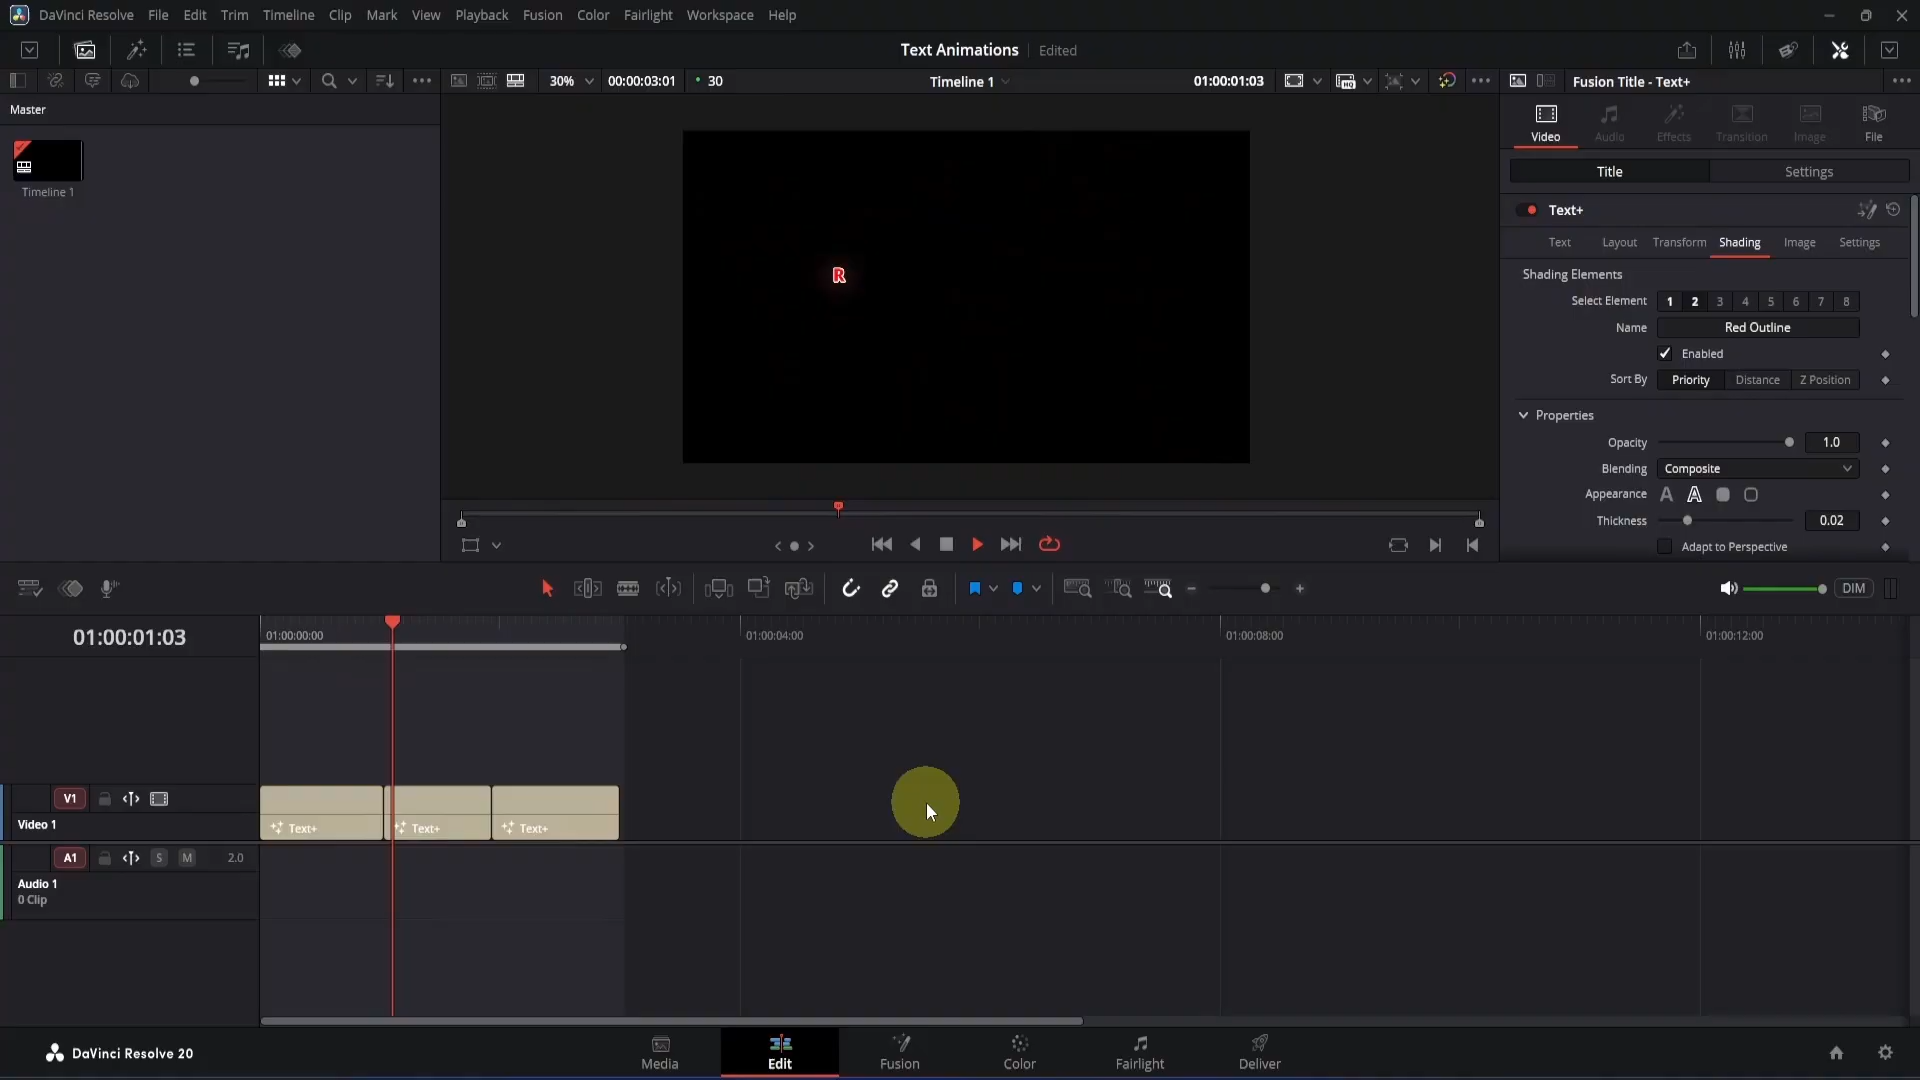 DaVinci Resolve File Edit Trim Timeline Clip Mark View Playback Fusion Color Fairlight Workspace Help
Text Animations Edited
30% 00:00:03:01 30 Timeline 1 01:00:01:03 Fusion Title - Text+
Master
Timeline 1
R
Video Audio Effects Transition Image File
Title Settings
Text+
Text Layout Transform Shading Image Settings
Shading Elements
Select Element 1 2 3 4 5 6 7 8
Name Red Outline
Enabled
Sort By Priority Distance Z Position
Properties
Opacity 1.0
Blending Composite
Appearance
Thickness 0.02
Adapt to Perspective
DIM
01:00:01:03 01:00:00:00 01:00:04:00 01:00:08:00 01:00:12:00
V1
Video 1
Text+ Text+ Text+
A1 S M 2.0
Audio 1
0 Clip
DaVinci Resolve 20
Media Edit Fusion Color Fairlight Deliver